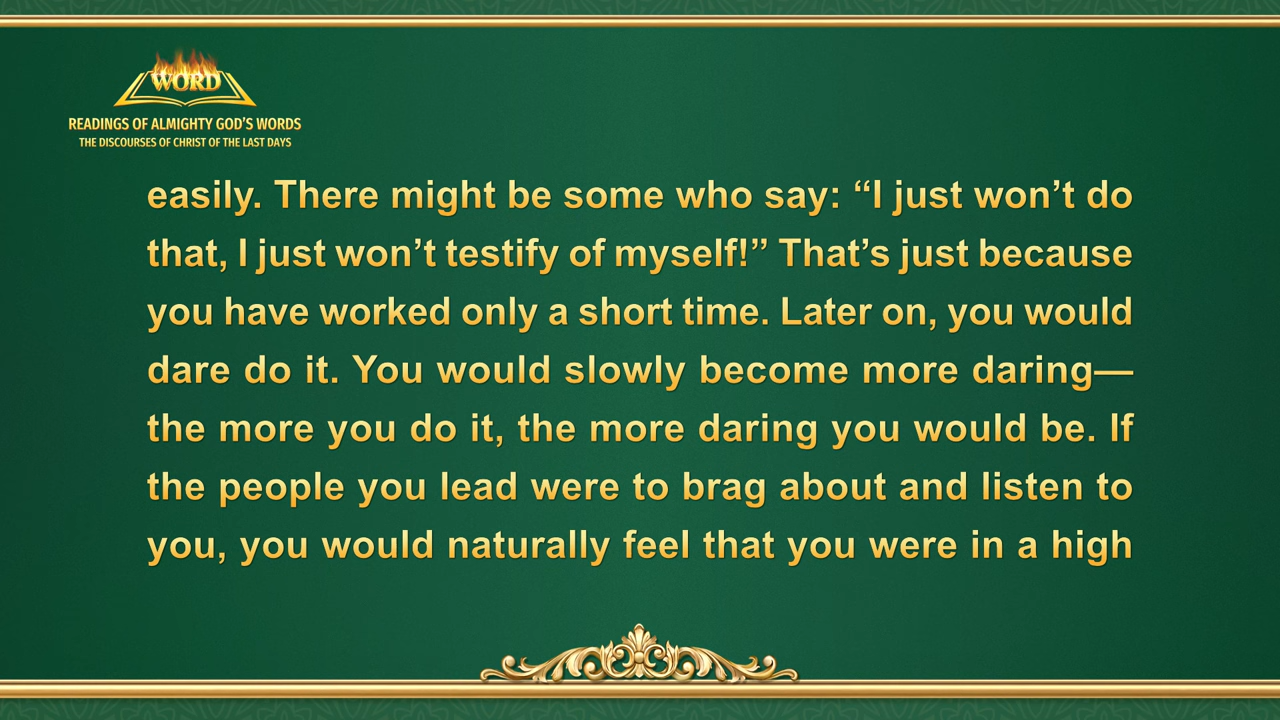 WORD
READINGS OF ALMIGHTY GOD'S WORDS
THE DISCOURSES OF CHRIST OF THE LAST DAYS
easily. There might be some who say: “I just won’t do
that, I just won’t testify of myself!” That’s just because
you have worked only a short time. Later on, you would
dare do it. You would slowly become more daring—
the more you do it, the more daring you would be. If
the people you lead were to brag about and listen to
you, you would naturally feel that you were in a high